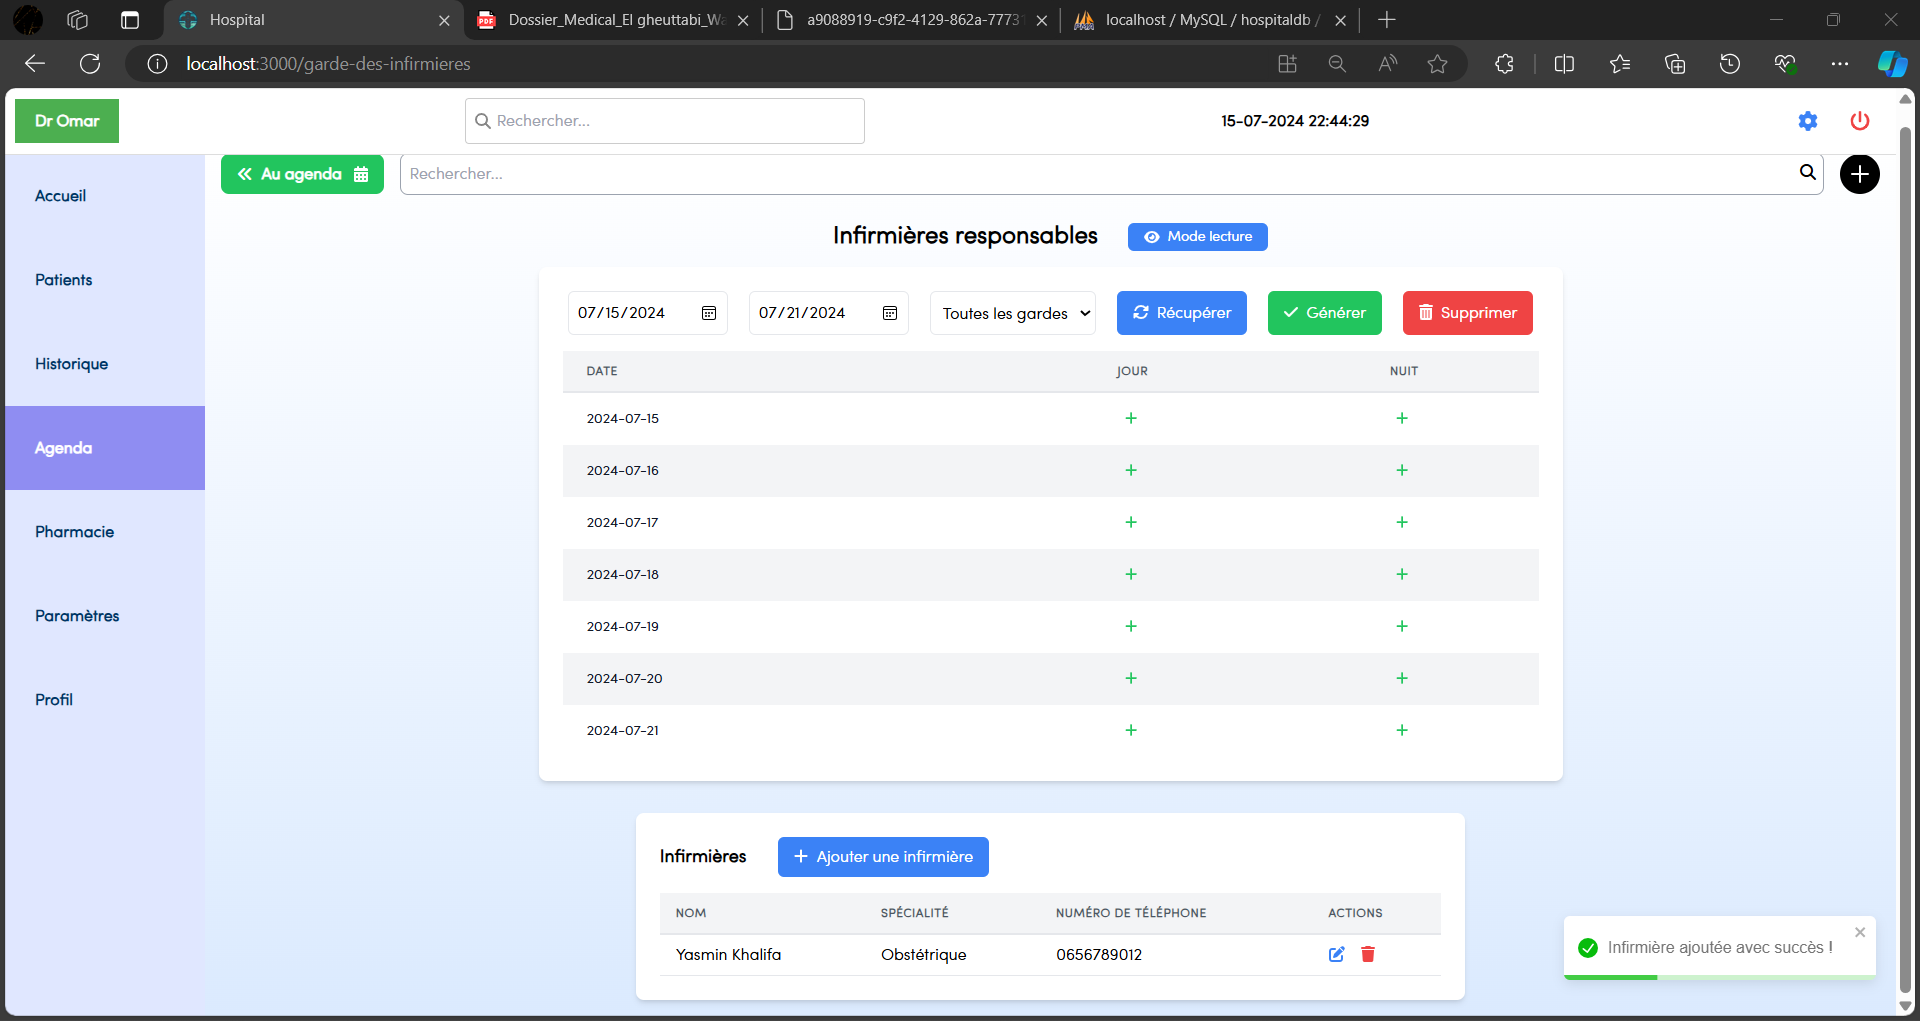 Hospital
Dossier_Medical_El gheuttabi_Wa
a9088919-c9f2-4129-862a-77731
localhost / MySQL / hospitaldb /
localhost:3000/garde-des-infirmieres
Dr Omar
Rechercher...
15-07-2024 22:44:29
Au agenda
Rechercher...
Accueil
Patients
Historique
Agenda
Pharmacie
Paramètres
Profil
Infirmières responsables
Mode lecture
07/15/2024
07/21/2024
Toutes les gardes
Récupérer
Générer
Supprimer
DATE JOUR NUIT
2024-07-15 + +
2024-07-16 + +
2024-07-17 + +
2024-07-18 + +
2024-07-19 + +
2024-07-20 + +
2024-07-21 + +
Infirmières
+ Ajouter une infirmière
NOM SPÉCIALITÉ NUMÉRO DE TÉLÉPHONE ACTIONS
Yasmin Khalifa Obstétrique 0656789012
Infirmière ajoutée avec succès !